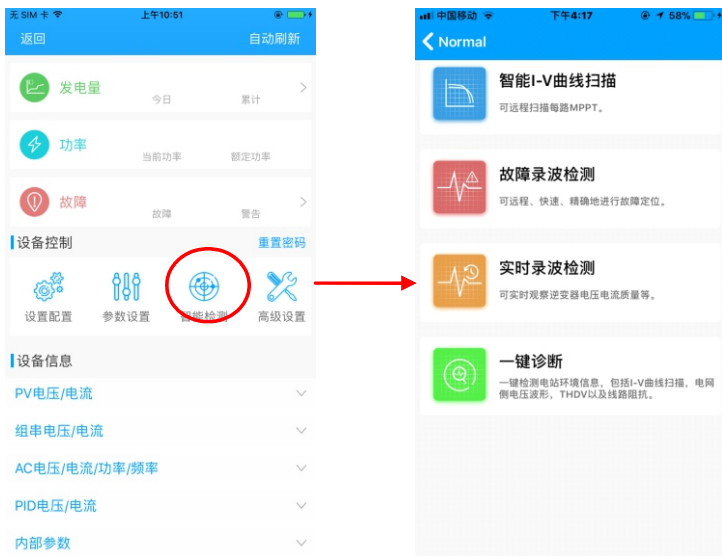 无 SIM 卡 上午10:51
返回 自动刷新
发电量
今日 累计
功率
当前功率 额定功率
故障
故障 警告
设备控制 重置密码
设置配置 参数设置 智能检测 高级设置
设备信息
PV电压/电流
组串电压/电流
AC电压/电流/功率/频率
PID电压/电流
内部参数
中国移动 下午4:17 58%
Normal
智能I-V曲线扫描
可远程扫描每路MPPT。
故障录波检测
可远程、快速、精确地进行故障定位。
实时录波检测
可实时观察逆变器电压电流质量等。
一键诊断
一键检测电站环境信息，包括I-V曲线扫描，电网
侧电压波形，THDV以及线路阻抗。